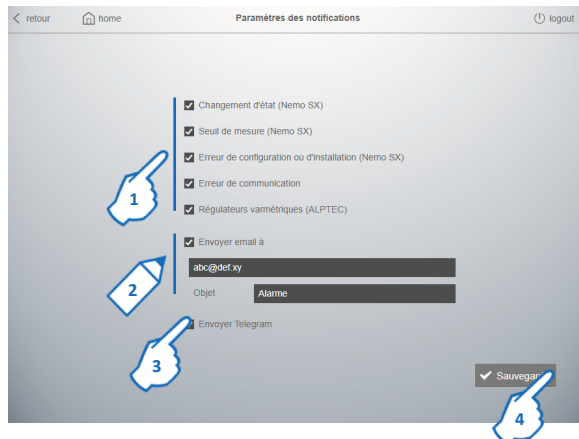 retour home Paramètres des notifications logout
Changement d'ètat (Nemo SX)
Seuil de mesure (Nemo SX)
Erreur de configuration ou d'installation (Nemo SX)
1
Erreur de communication
Régulateurs varmétriques (ALPTEC)
Envoyer email à
abc@def.xy
2
Objet Alarme
Envoyer Telegram
3
Sauvegar
4